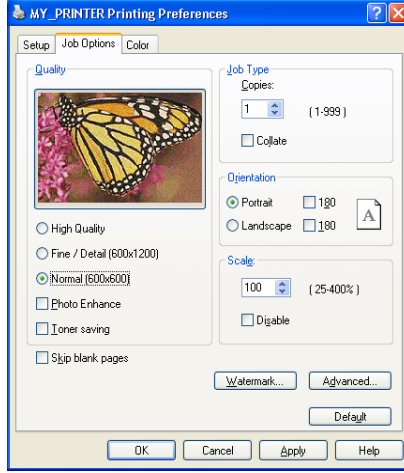 MY_PRINTER Printing Preferences
Setup Job Options Color
Quality
High Quality
Fine / Detail (600x1200)
Normal (600x600)
Photo Enhance
Toner saving
Skip blank pages
Job Type
Copies:
1 ( 1-999 )
Collate
Orientation
Portrait 180
Landscape 180
A
Scale:
100 ( 25-400% )
Disable
Watermark... Advanced...
Default
OK Cancel Apply Help